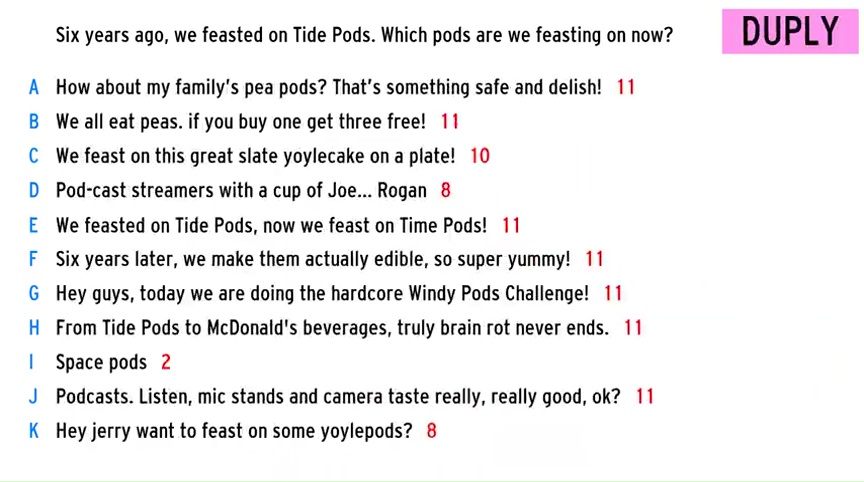 Six years ago, we feasted on Tide Pods. Which pods are we feasting on now?
DUPLY
A How about my family's pea pods? That's something safe and delish! 11
B We all eat peas. if you buy one get three free! 11
C We feast on this great slate yoylecake on a plate! 10
D Pod-cast streamers with a cup of Joe... Rogan 8
E We feasted on Tide Pods, now we feast on Time Pods! 11
F Six years later, we make them actually edible, so super yummy! 11
G Hey guys, today we are doing the hardcore Windy Pods Challenge! 11
H From Tide Pods to McDonald's beverages, truly brain rot never ends. 11
I Space pods 2
J Podcasts. Listen, mic stands and camera taste really, really good, ok? 11
K Hey jerry want to feast on some yoylepods? 8